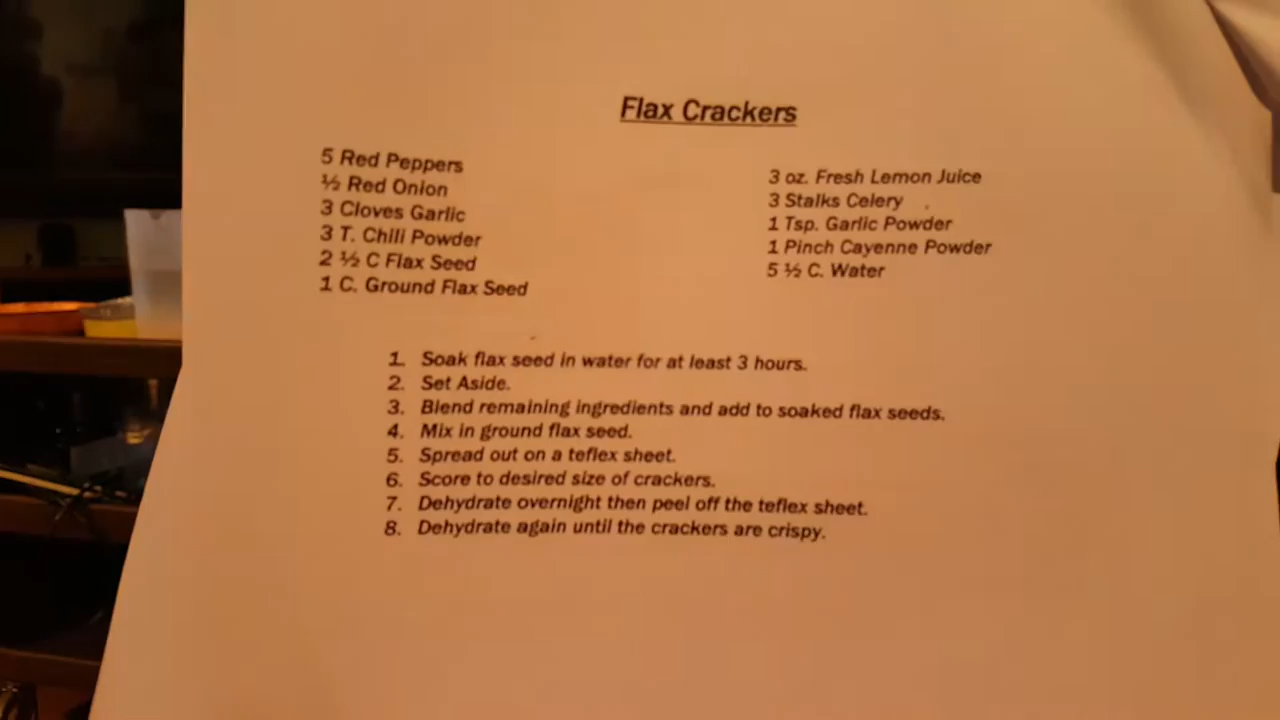 Flax Crackers
5 Red Peppers
½ Red Onion
3 Cloves Garlic
3 T. Chili Powder
2 ½ C Flax Seed
1 C. Ground Flax Seed
3 oz. Fresh Lemon Juice
3 Stalks Celery
1 Tsp. Garlic Powder
1 Pinch Cayenne Powder
5 ½ C. Water
1. Soak flax seed in water for at least 3 hours.
2. Set Aside.
3. Blend remaining ingredients and add to soaked flax seeds.
4. Mix in ground flax seed.
5. Spread out on a teflex sheet.
6. Score to desired size of crackers.
7. Dehydrate overnight then peel off the teflex sheet.
8. Dehydrate again until the crackers are crispy.